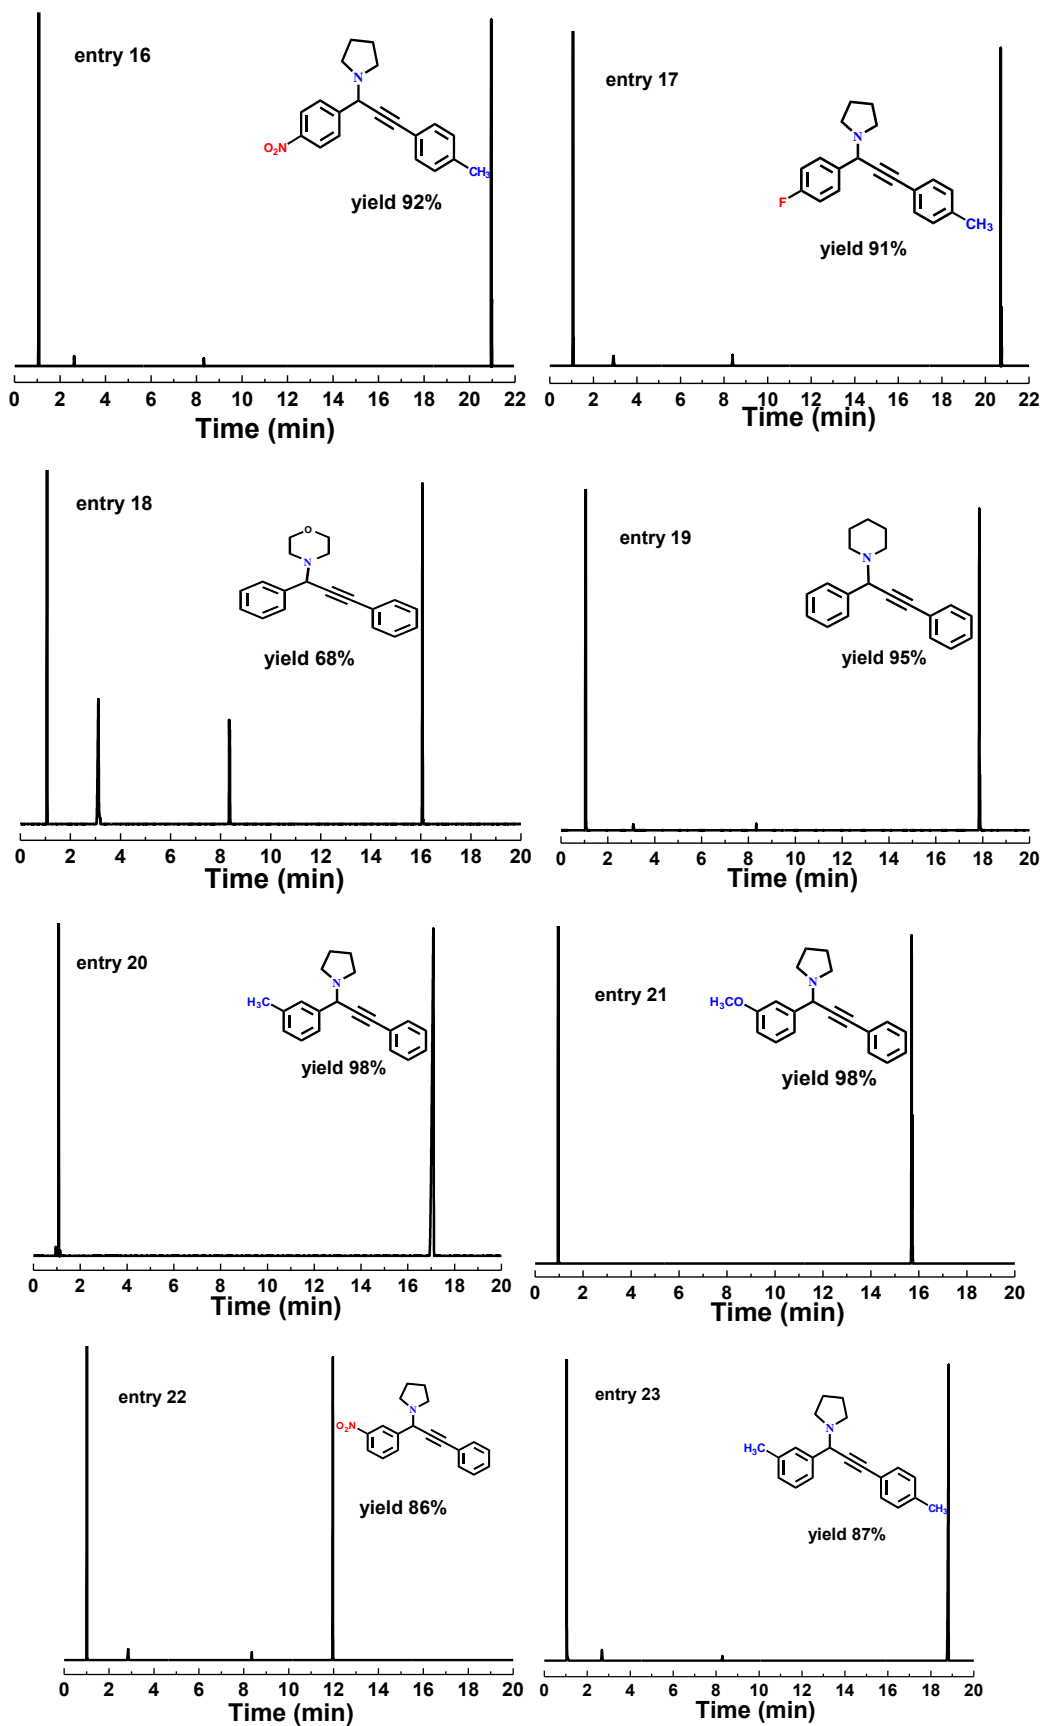 entry 16
N
O₂N
CH₃
yield 92%
0 2 4 6 8 10 12 14 16 18 20 22
Time (min)
entry 17
N
F
CH₃
yield 91%
0 2 4 6 8 10 12 14 16 18 20 22
Time (min)
entry 18
O
N
yield 68%
0 2 4 6 8 10 12 14 16 18 20
Time (min)
entry 19
N
yield 95%
0 2 4 6 8 10 12 14 16 18 20
Time (min)
entry 20
N
H₃C
yield 98%
0 2 4 6 8 10 12 14 16 18 20
Time (min)
entry 21
N
H₃CO
yield 98%
0 2 4 6 8 10 12 14 16 18 20
Time (min)
entry 22
N
O₂N
yield 86%
0 2 4 6 8 10 12 14 16 18 20
Time (min)
entry 23
N
H₃C
CH₃
yield 87%
0 2 4 6 8 10 12 14 16 18 20
Time (min)